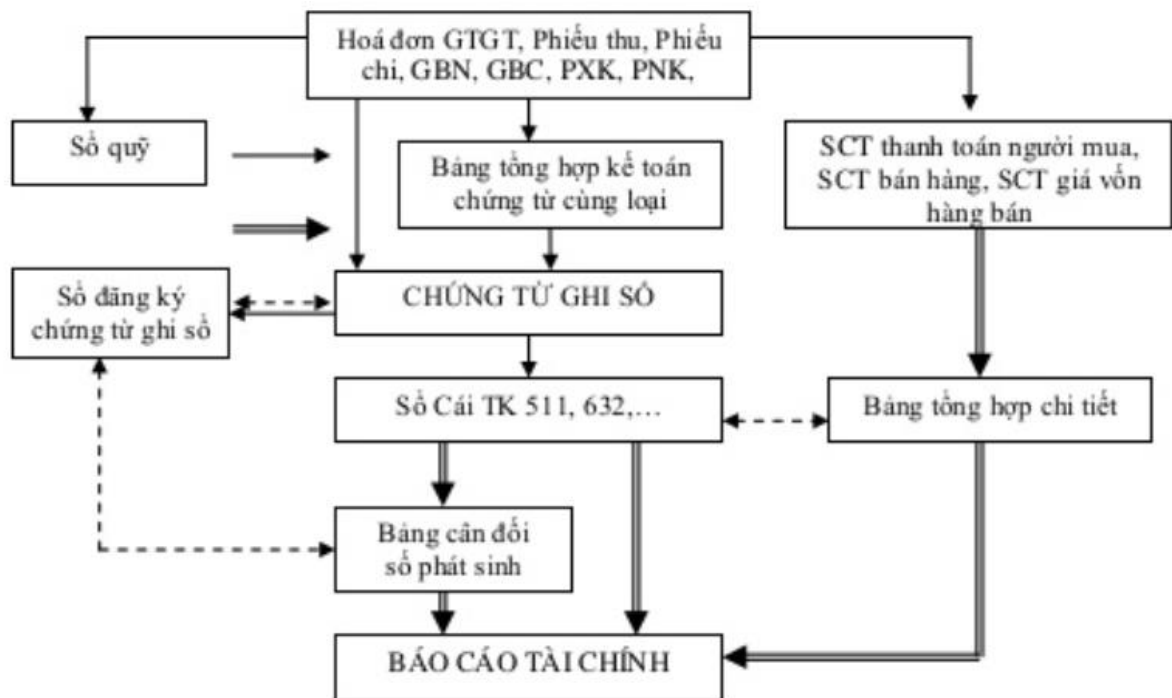 Hoá đơn GTGT, Phiếu thu, Phiếu
chi, GBN, GBC, PXK, PNK,
Sổ quỹ
Bảng tổng hợp kế toán
chứng từ cùng loại
SCT thanh toán người mua,
SCT bán hàng, SCT giá vốn
hàng bán
Sổ đăng ký
chứng từ ghi sổ
CHỨNG TỪ GHI SỔ
Sổ Cái TK 511, 632,...
Bảng tổng hợp chi tiết
Bảng cân đối
số phát sinh
BÁO CÁO TÀI CHÍNH